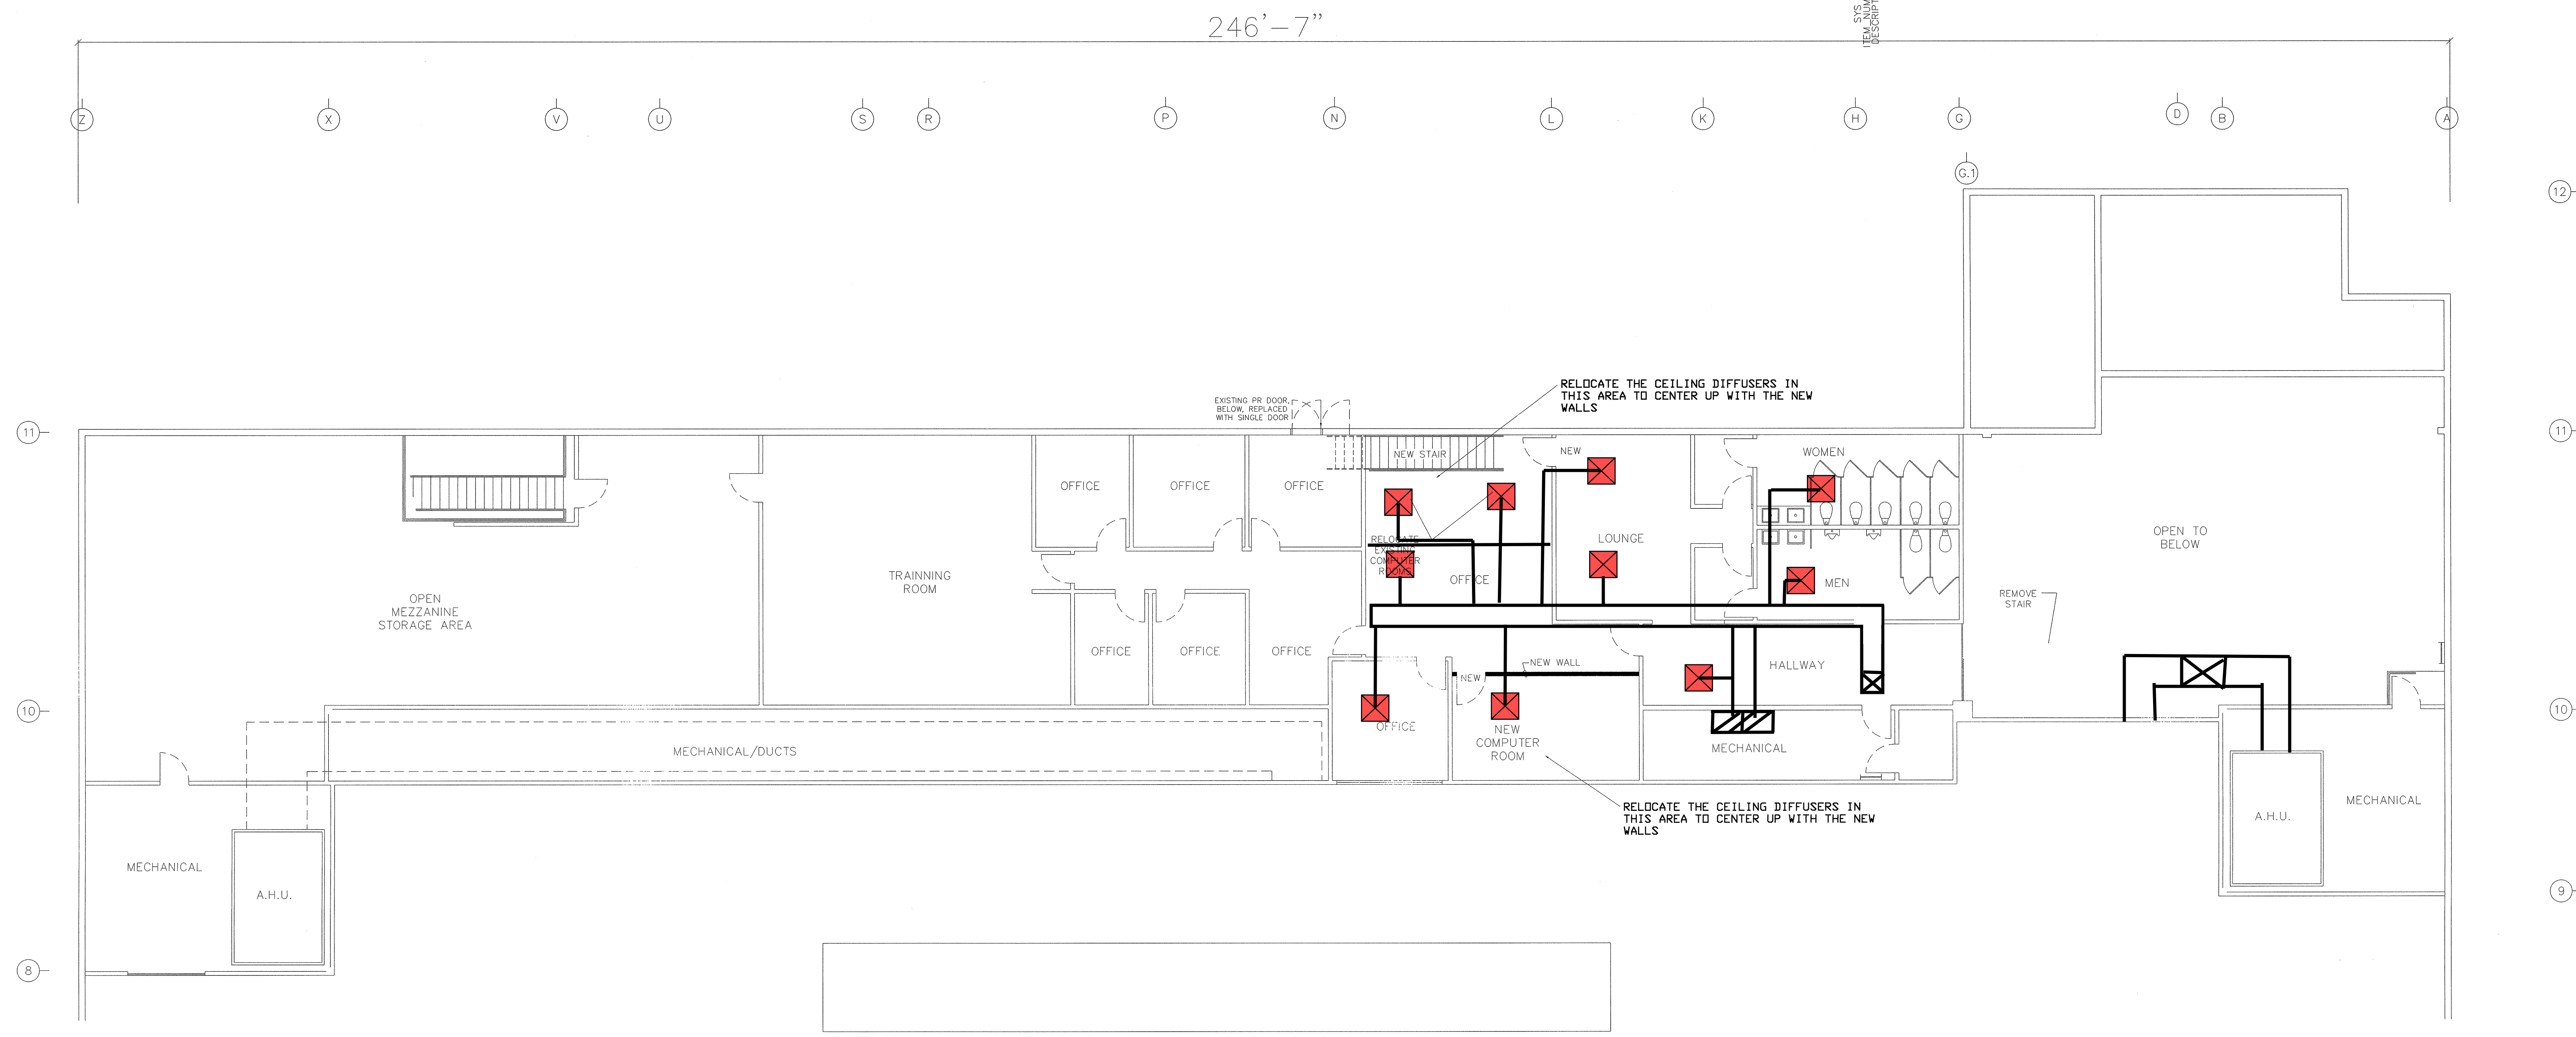 246'-7"
SYS
ITEM NUM
DESCRIPT
Z
X
V
U
S
R
P
N
L
K
H
G
D
B
A
G.1
12
RELOCATE THE CEILING DIFFUSERS IN
THIS AREA TO CENTER UP WITH THE NEW
WALLS
EXISTING PR DOOR,
BELOW, REPLACED
WITH SINGLE DOOR
11
11
NEW STAIR
NEW
WOMEN
OFFICE
OFFICE
OFFICE
RELOCATE
EXISTING
COMPUTER
ROOMS
LOUNGE
OPEN TO
BELOW
TRAINNING
ROOM
OFFICE
MEN
OPEN
MEZZANINE
STORAGE AREA
REMOVE
STAIR
OFFICE
OFFICE
OFFICE
NEW WALL
HALLWAY
NEW
10
10
OFFICE
NEW
COMPUTER
ROOM
MECHANICAL
MECHANICAL/DUCTS
RELOCATE THE CEILING DIFFUSERS IN
THIS AREA TO CENTER UP WITH THE NEW
WALLS
MECHANICAL
A.H.U.
MECHANICAL
A.H.U.
9
8